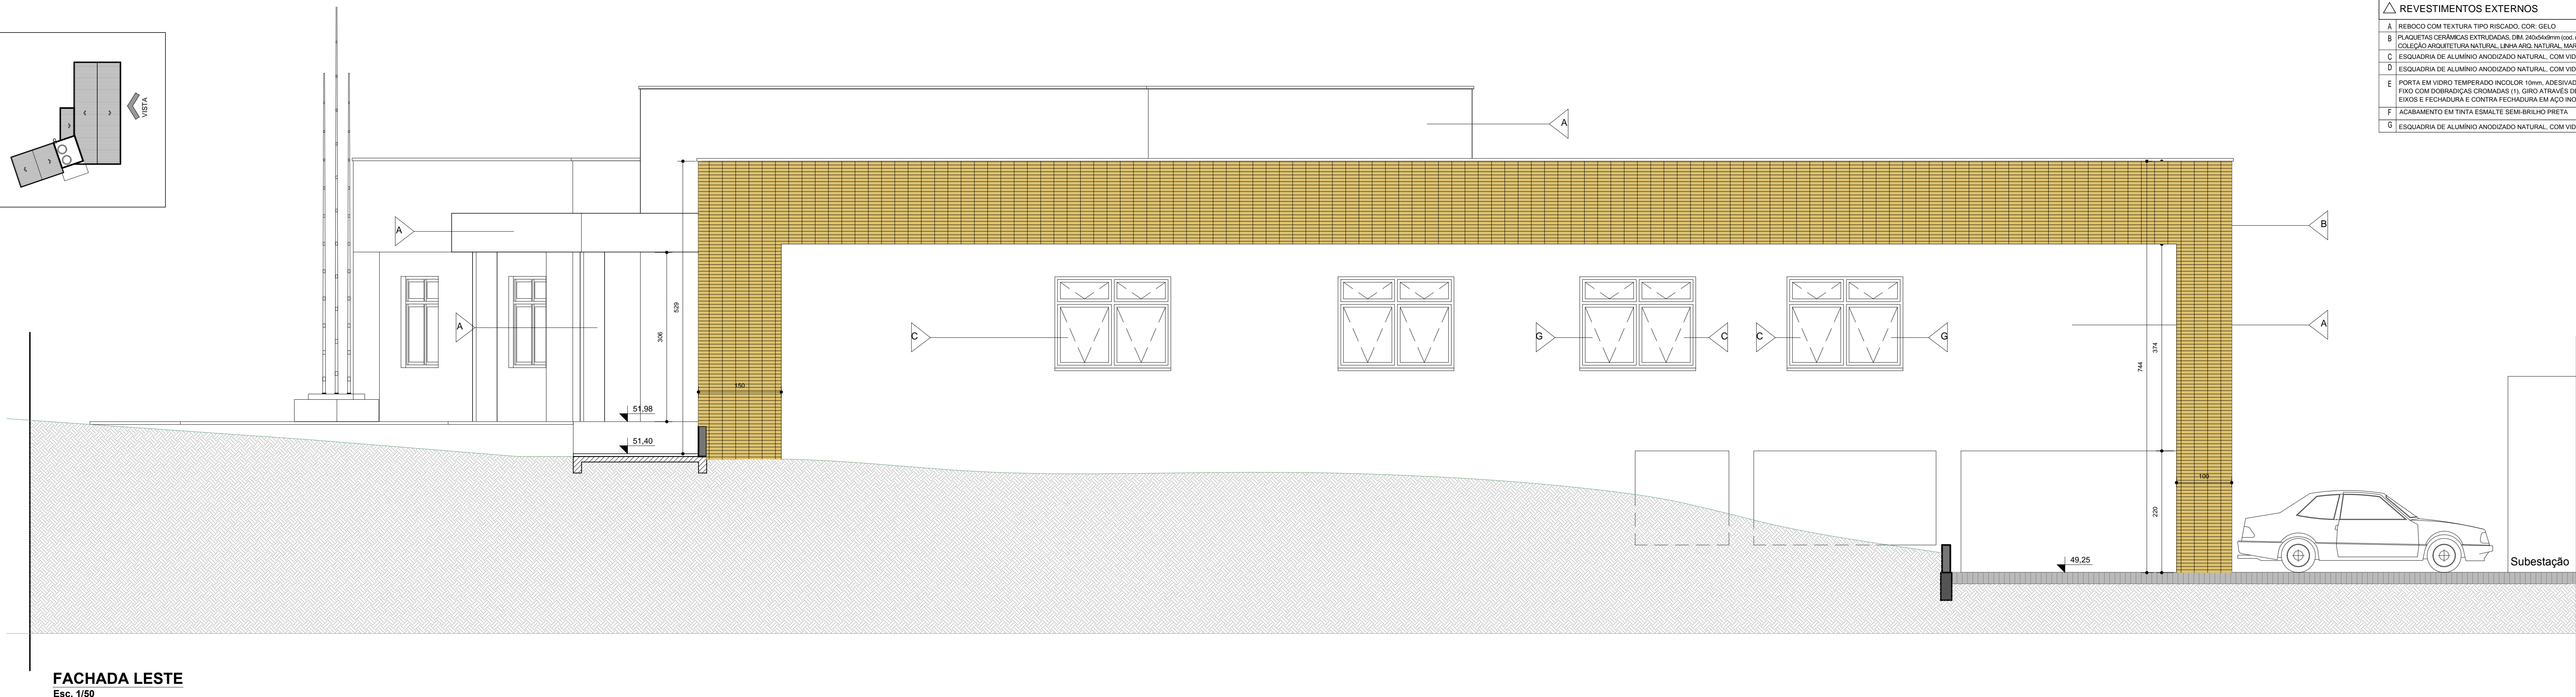 REVESTIMENTOS EXTERNOS
A REBOCO COM TEXTURA TIPO RISCADO, COR: GELO
B PLAQUETAS CERÂMICAS EXTRUDADAS, DIM. 240x54x9mm (cod.
COLEÇÃO ARQUITETURA NATURAL, LINHA ARQ. NATURAL, MAR
C ESQUADRIA DE ALUMÍNIO ANODIZADO NATURAL, COM VID
D ESQUADRIA DE ALUMÍNIO ANODIZADO NATURAL, COM VID
E PORTA EM VIDRO TEMPERADO INCOLOR 10mm, ADESIVAD
FIXO COM DOBRADIÇAS CROMADAS (1), GIRO ATRAVÉS DE
EIXOS E FECHADURA E CONTRA FECHADURA EM AÇO INO
F ACABAMENTO EM TINTA ESMALTE SEMI-BRILHO PRETA
G ESQUADRIA DE ALUMÍNIO ANODIZADO NATURAL, COM VID
VISTA
A
A
B
A
C
G
C
C
G
A
529
306
374
744
150
51,98
51,40
100
220
49,25
Subestação
FACHADA LESTE
Esc. 1/50